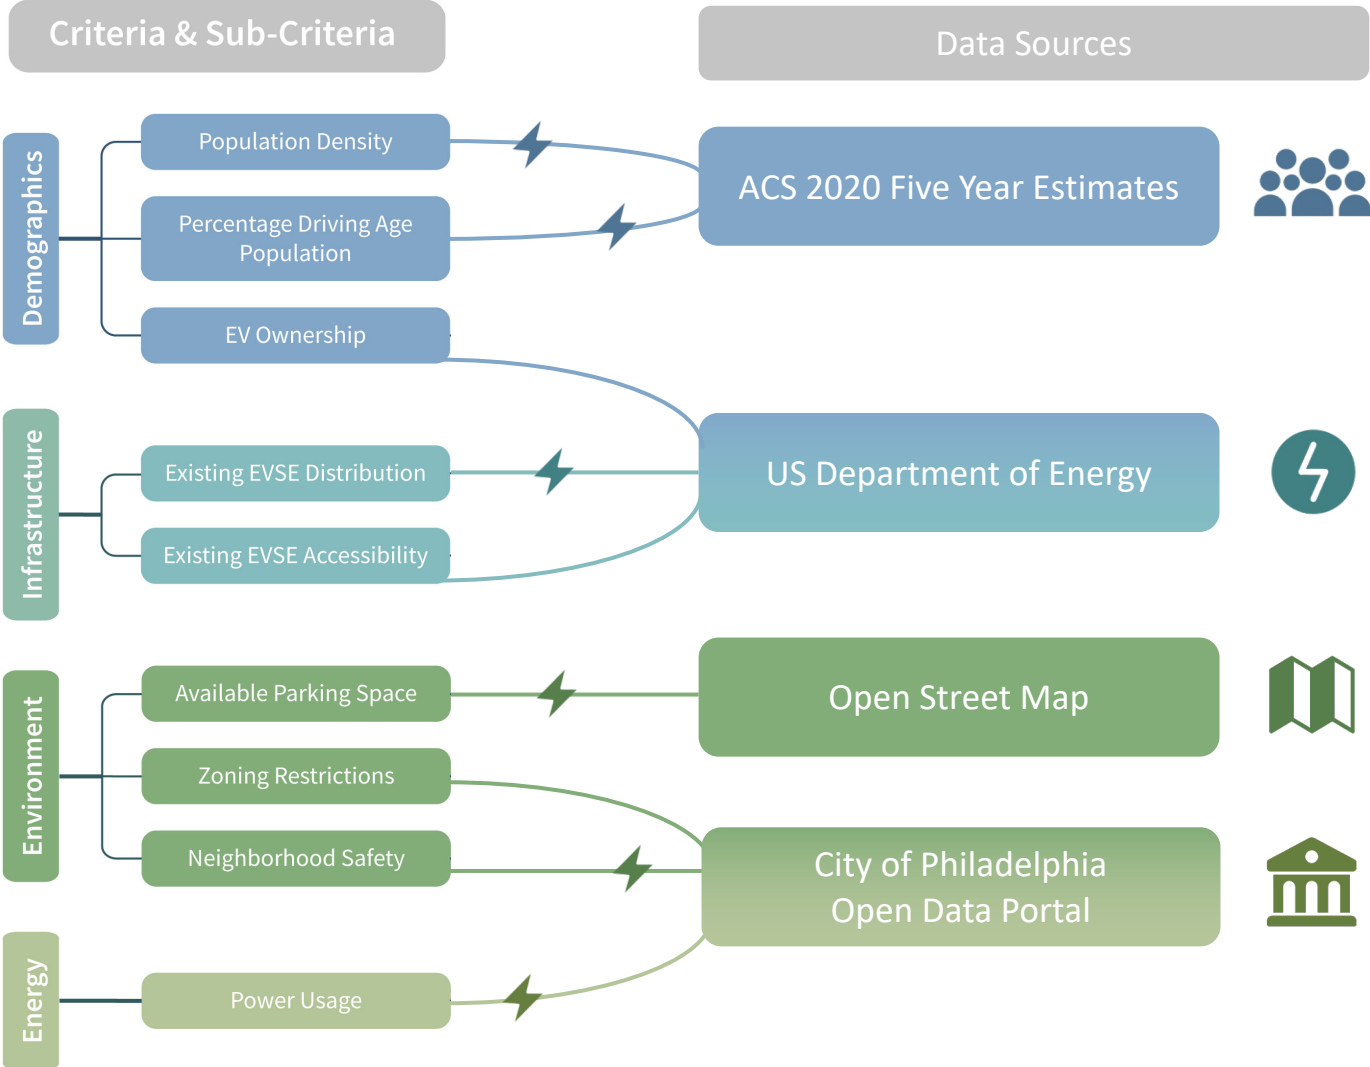 Criteria & Sub-Criteria
Data Sources
Demographics
Population Density
Percentage Driving Age
Population
EV Ownership
ACS 2020 Five Year Estimates
Infrastructure
Existing EVSE Distribution
Existing EVSE Accessibility
US Department of Energy
Environment
Available Parking Space
Zoning Restrictions
Neighborhood Safety
Open Street Map
City of Philadelphia
Open Data Portal
Energy
Power Usage